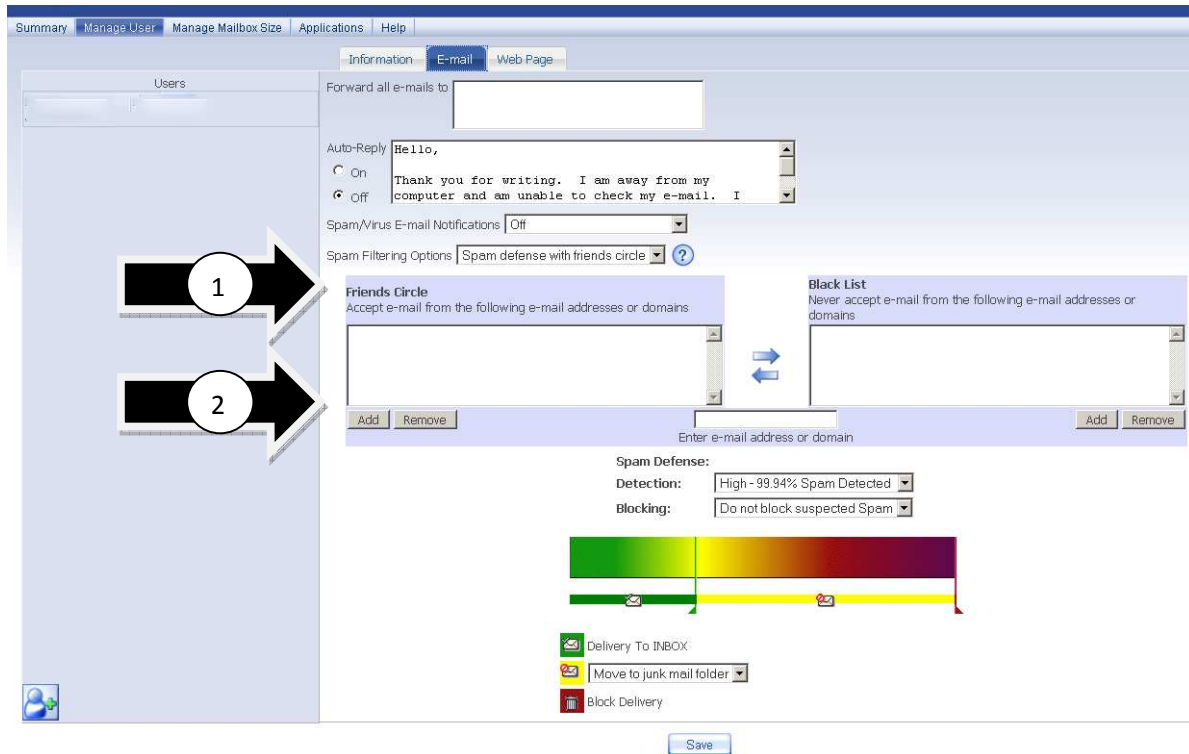 Summary Manage User Manage Mailbox Size Applications Help
Information E-mail Web Page
Users
Forward all e-mails to
Auto-Reply
Hello,
On
Thank you for writing. I am away from my
Off
computer and am unable to check my e-mail. I
Spam/Virus E-mail Notifications Off
Spam Filtering Options Spam defense with friends circle ?
1
Friends Circle
Accept e-mail from the following e-mail addresses or domains
Black List
Never accept e-mail from the following e-mail addresses or
domains
2
Add Remove
Enter e-mail address or domain
Add Remove
Spam Defense:
Detection: High - 99.94% Spam Detected
Blocking: Do not block suspected Spam
Delivery To INBOX
Move to junk mail folder
Block Delivery
Save